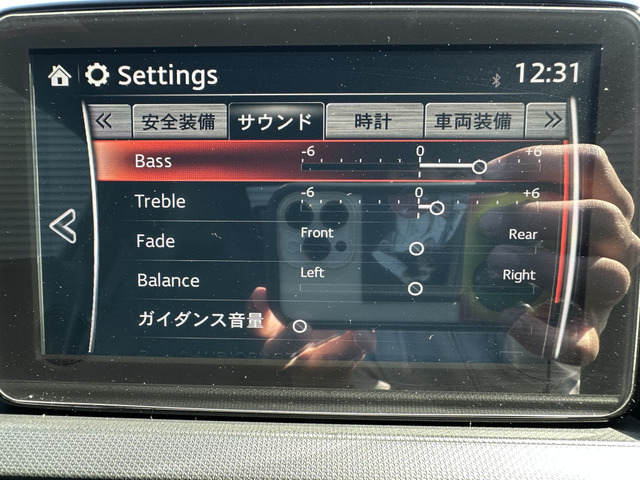 Settings 12:31
安全装備 サウンド 時計 車両装備
Bass -6 0 +6
Treble -6 0 +6
Fade Front Rear
Balance Left Right
ガイダンス音量